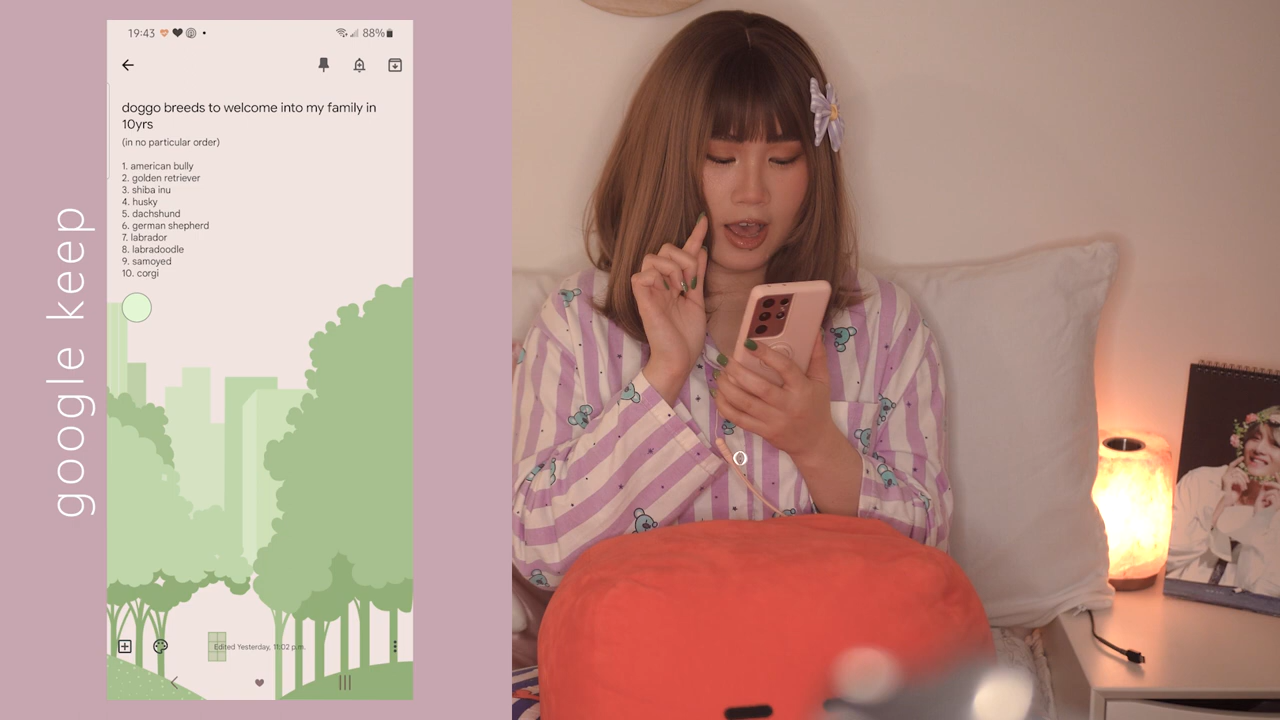 google keep
19:43 88%
doggo breeds to welcome into my family in
10yrs
(in no particular order)
1. american bully
2. golden retriever
3. shiba inu
4. husky
5. dachshund
6. german shepherd
7. labrador
8. labradoodle
9. samoyed
10. corgi
Edited Yesterday, 11:02 p.m.